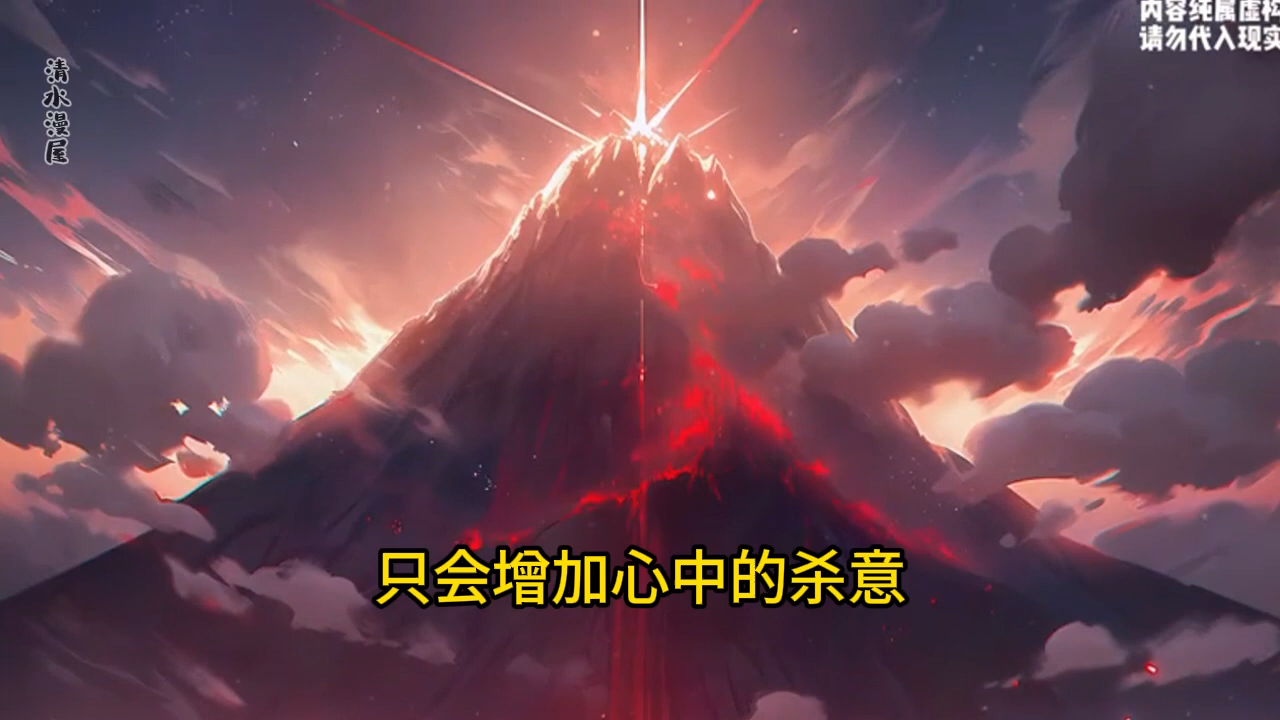 内容纯属虚构
请勿代入现实
清水漫屋
只会增加心中的杀意